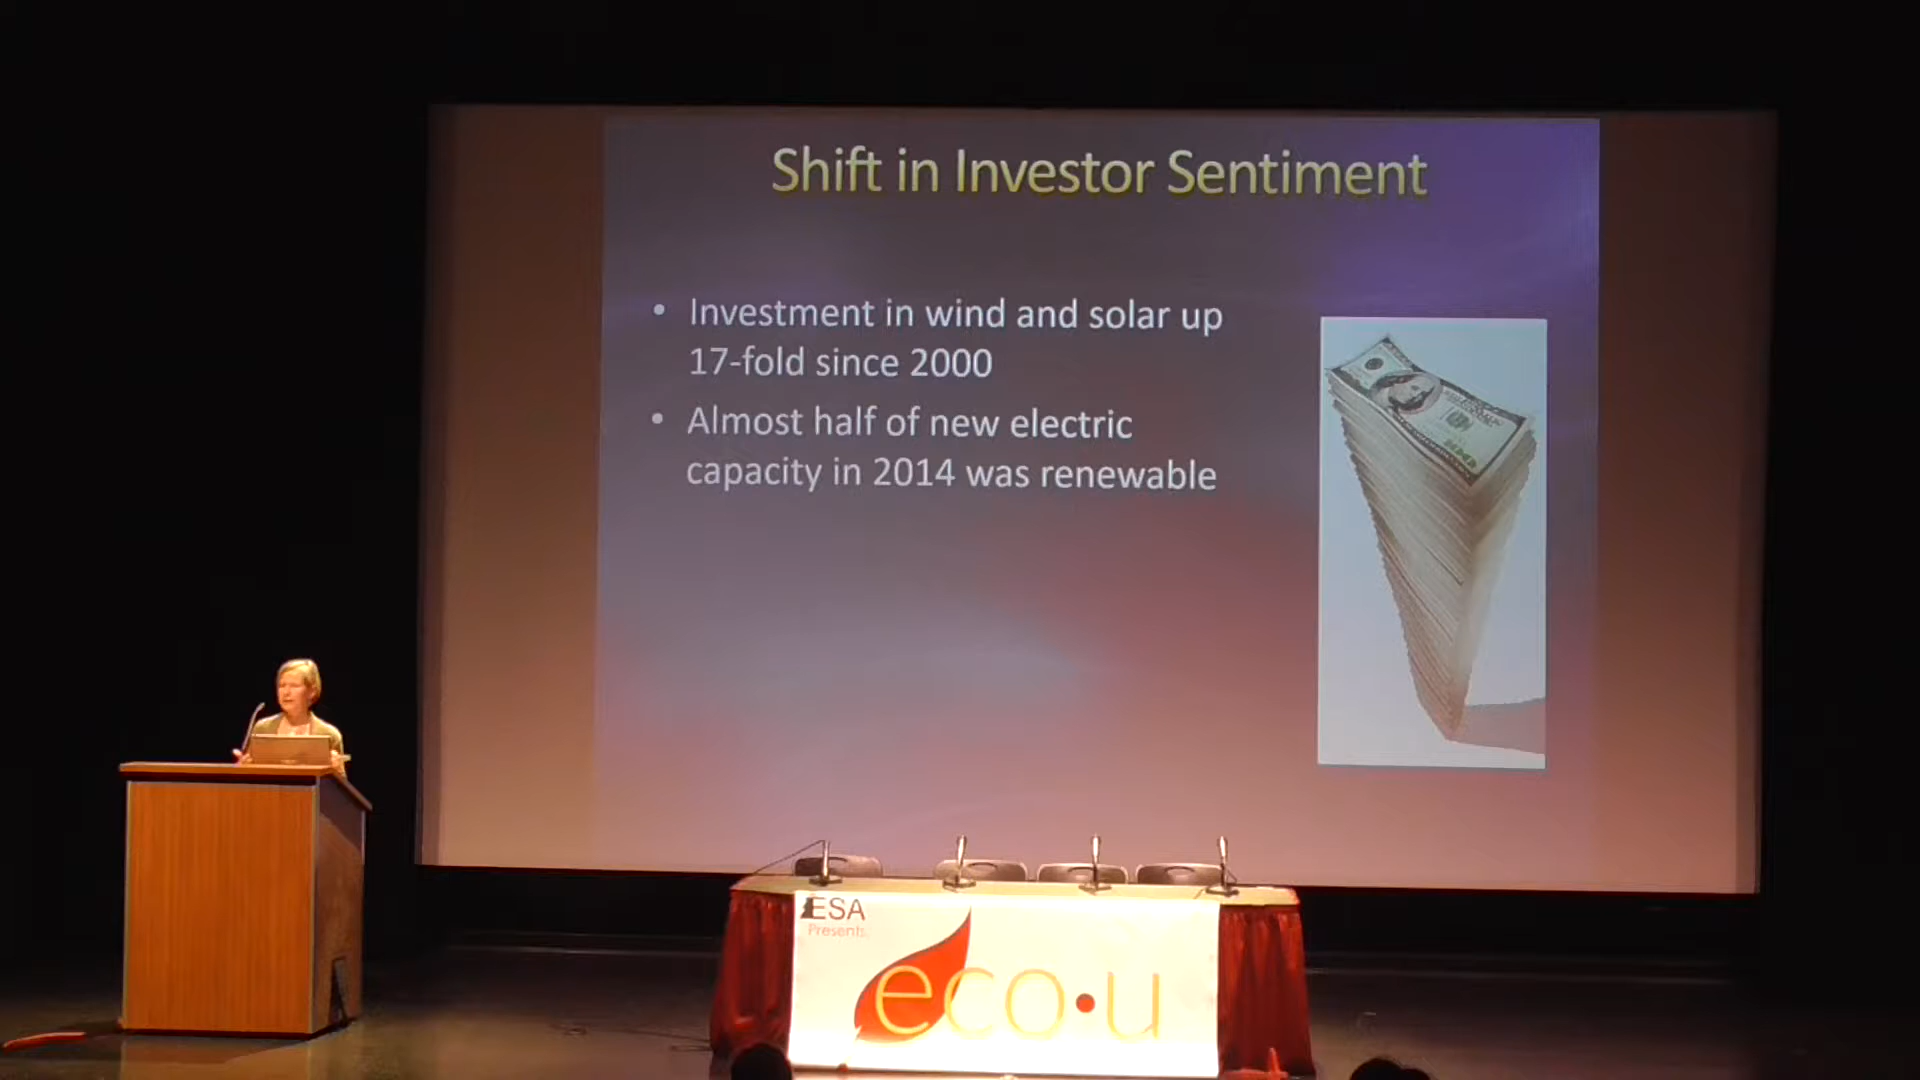 Shift in Investor Sentiment
• Investment in wind and solar up
17-fold since 2000
• Almost half of new electric
capacity in 2014 was renewable
ESA
Presents
eco•u